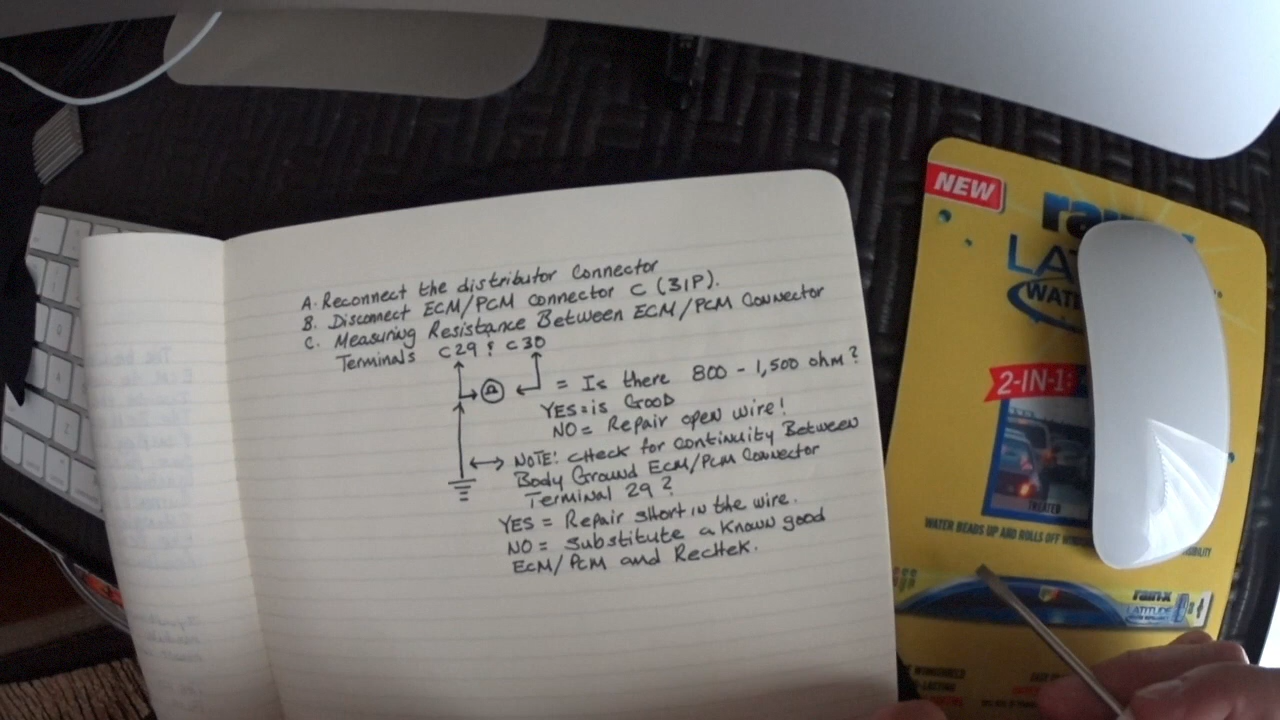 A. Reconnect the distributor Connector
B. Disconnect ECM/PCM connector C (31P).
C. Measuring Resistance Between ECM/PCM Connector
Terminals C29 & C30
Ω = Is there 800 - 1,500 ohm?
YES = is GOOD
NO = Repair open wire!
NOTE! CHECK for continuity Between
Body Ground ECM/PCM Connector
Terminal 29?
YES = Repair short in the wire.
NO = Substitute a Known good
ECM/PCM and RecHek.
NEW
2-IN-1:
TREATED
WATER BEADS UP AND ROLLS OFF
rain-x
LATITUDE